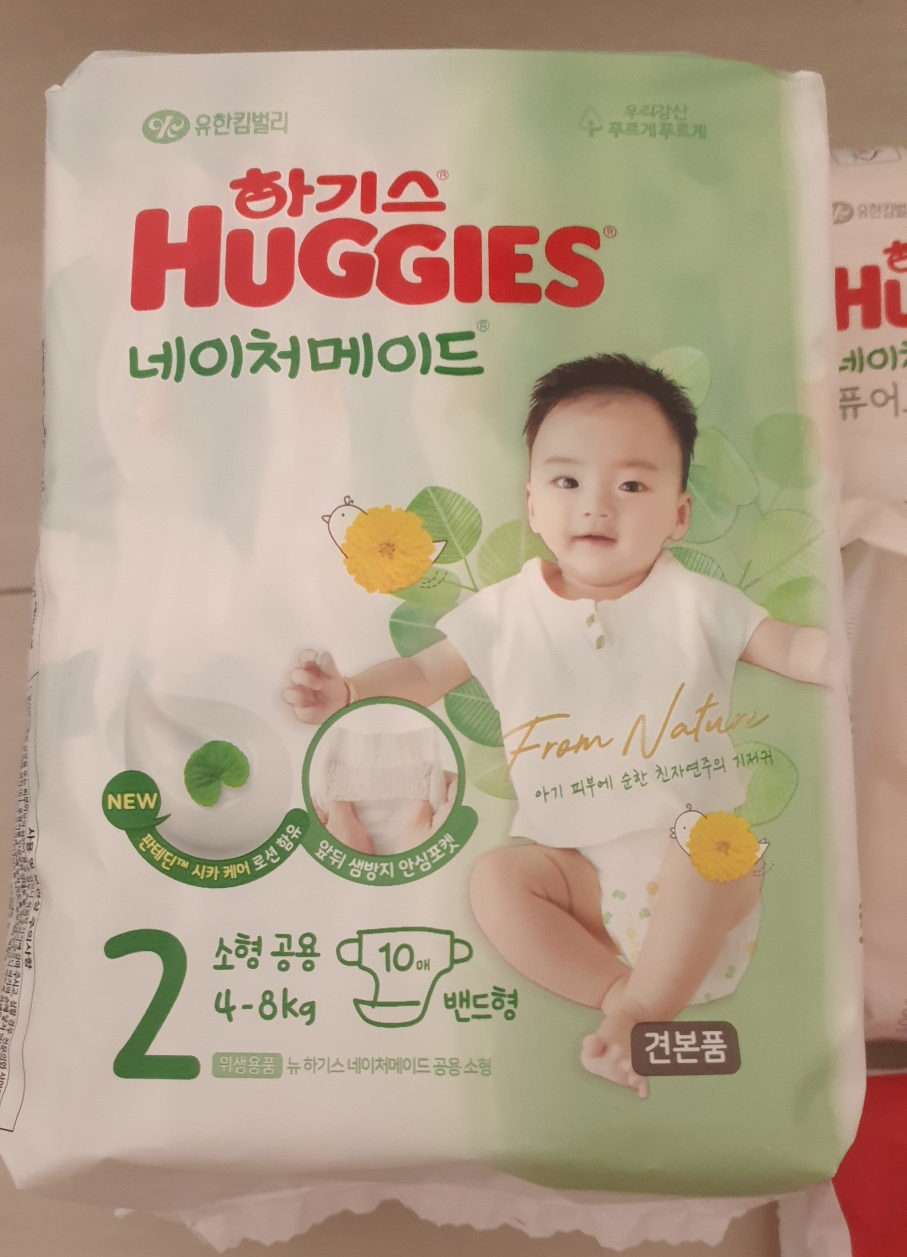 유한킴벌리
우리강산
푸르게푸르게
하기스®
HUGGIES®
네이처메이드®
From Nature
아기 피부에 순한 친자연주의 기저귀
NEW
판테딘™ 시카 케어 로션 함유
앞뒤 샘방지 안심포켓
2
소형 공용
4-8kg
10매
밴드형
위생용품 뉴 하기스 네이처메이드 공용 소형
견본품
유한킴벌
HU
네이처
퓨어